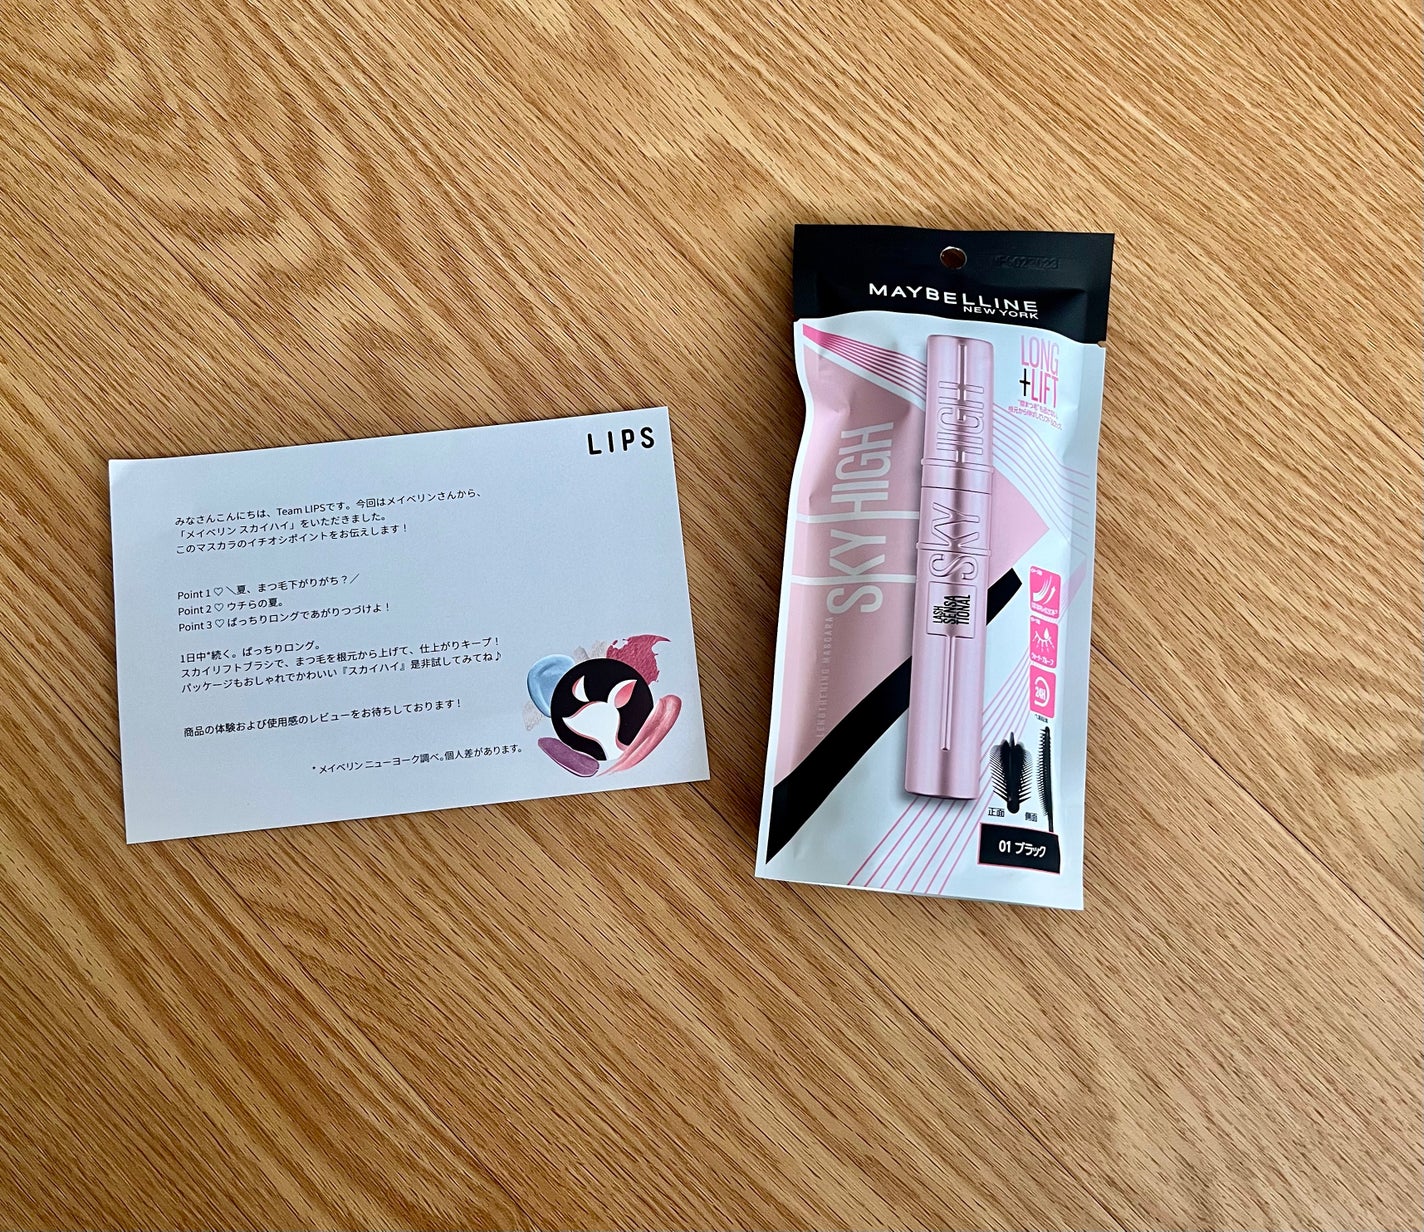 LIPS
みなさんこんにちは、Team LIPSです。今回はメイベリンさんから、
「メイベリン スカイハイ」をいただきました。
このマスカラのイチオシポイントをお伝えします！
Point 1 ♡ ＼夏、まつ毛下がりがち？／
Point 2 ♡ ウチらの夏。
Point 3 ♡ ぱっちりロングであがりつづけよ！
1日中*続く。ぱっちりロング。
スカイリフトブラシで、まつ毛を根元から上げて、仕上がりキープ！
パッケージもおしゃれでかわいい『スカイハイ』是非試してみてね♪
商品の体験および使用感のレビューをお待ちしております！
* メイベリン ニューヨーク調べ。個人差があります。
MAYBELLINE
NEW YORK
LONG
+LIFT
SKY HIGH
LENGTHENING MASCARA
SKY HIGH
LASH
SENSA
TIONAL
24H
正面
側面
01 ブラック